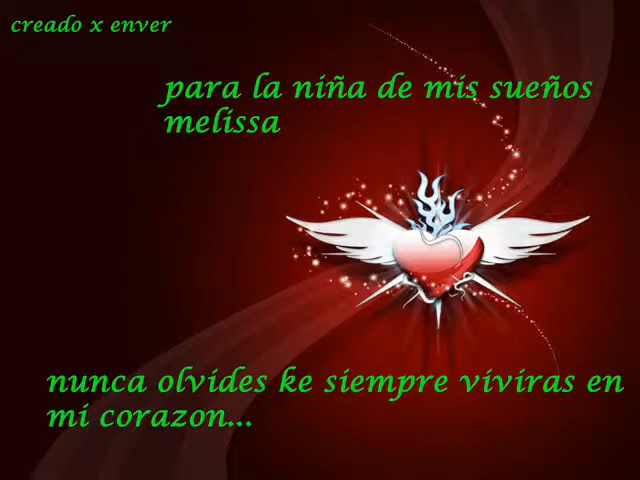 creado x enver
para la niña de mis sueños
melissa
nunca olvides ke siempre viviras en
mi corazon...